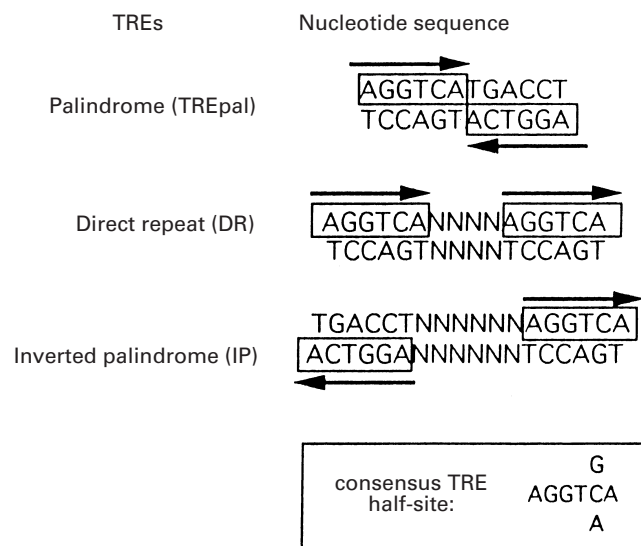 TREs Nucleotide sequence
AGGTCATGACCT
Palindrome (TREpal)
TCCAGTACTGGA
Direct repeat (DR) AGGTCANNNNAGGTCA
TCCAGTNNNNTCCAGT
TGACCTNNNNNNAGGTCA
Inverted palindrome (IP) ACTGGANNNNNNTCCAGT
G
consensus TRE
half-site: AGGTCA
A